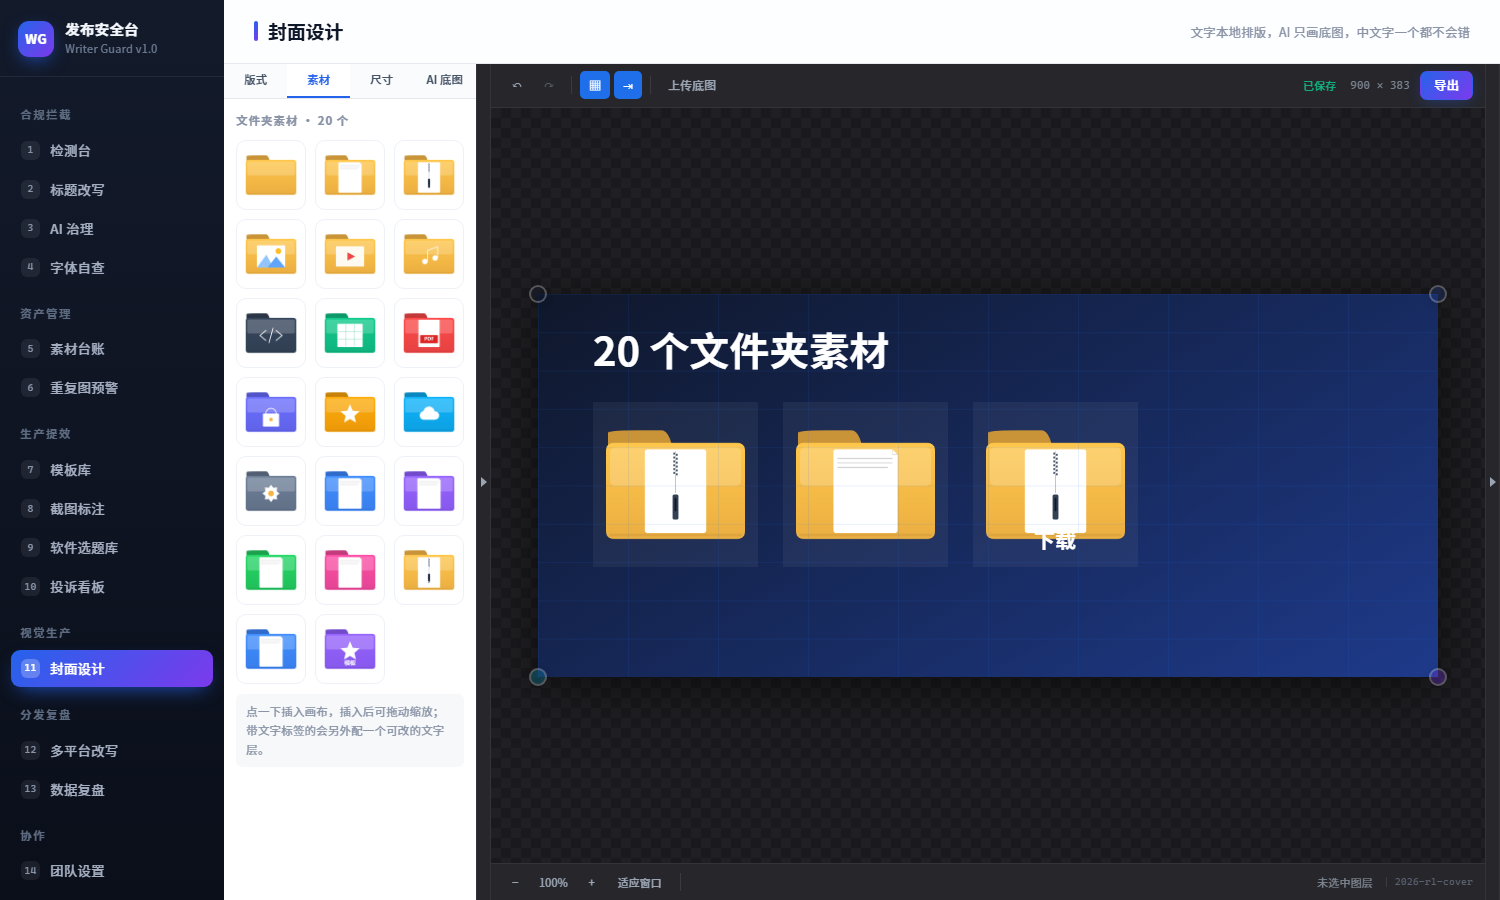 WG
发布安全台
Writer Guard v1.0
合规拦截
1 检测台
2 标题改写
3 AI 治理
4 字体自查
资产管理
5 素材台账
6 重复图预警
生产提效
7 模板库
8 截图标注
9 软件选题库
10 投诉看板
视觉生产
11 封面设计
分发复盘
12 多平台改写
13 数据复盘
协作
14 团队设置
封面设计
文字本地排版，AI 只画底图，中文字一个都不会错
版式 素材 尺寸 AI 底图
文件夹素材 · 20 个
</>
PDF
模板
点一下插入画布，插入后可拖动缩放；
带文字标签的会另外配一个可改的文字
层。
上传底图
已保存 900 × 383 导出
20 个文件夹素材
下载
− 100% + 适应窗口
未选中图层 2026-rl-cover